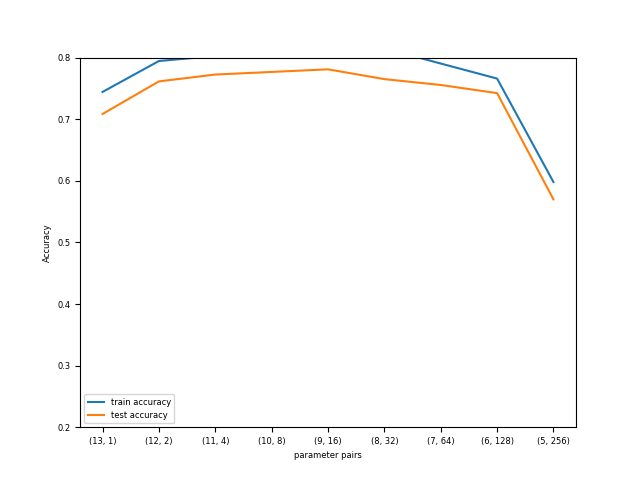 0.8
0.7
0.6
0.5
0.4
0.3
0.2
Accuracy
train accuracy
test accuracy
(13, 1) (12, 2) (11, 4) (10, 8) (9, 16) (8, 32) (7, 64) (6, 128) (5, 256)
parameter pairs